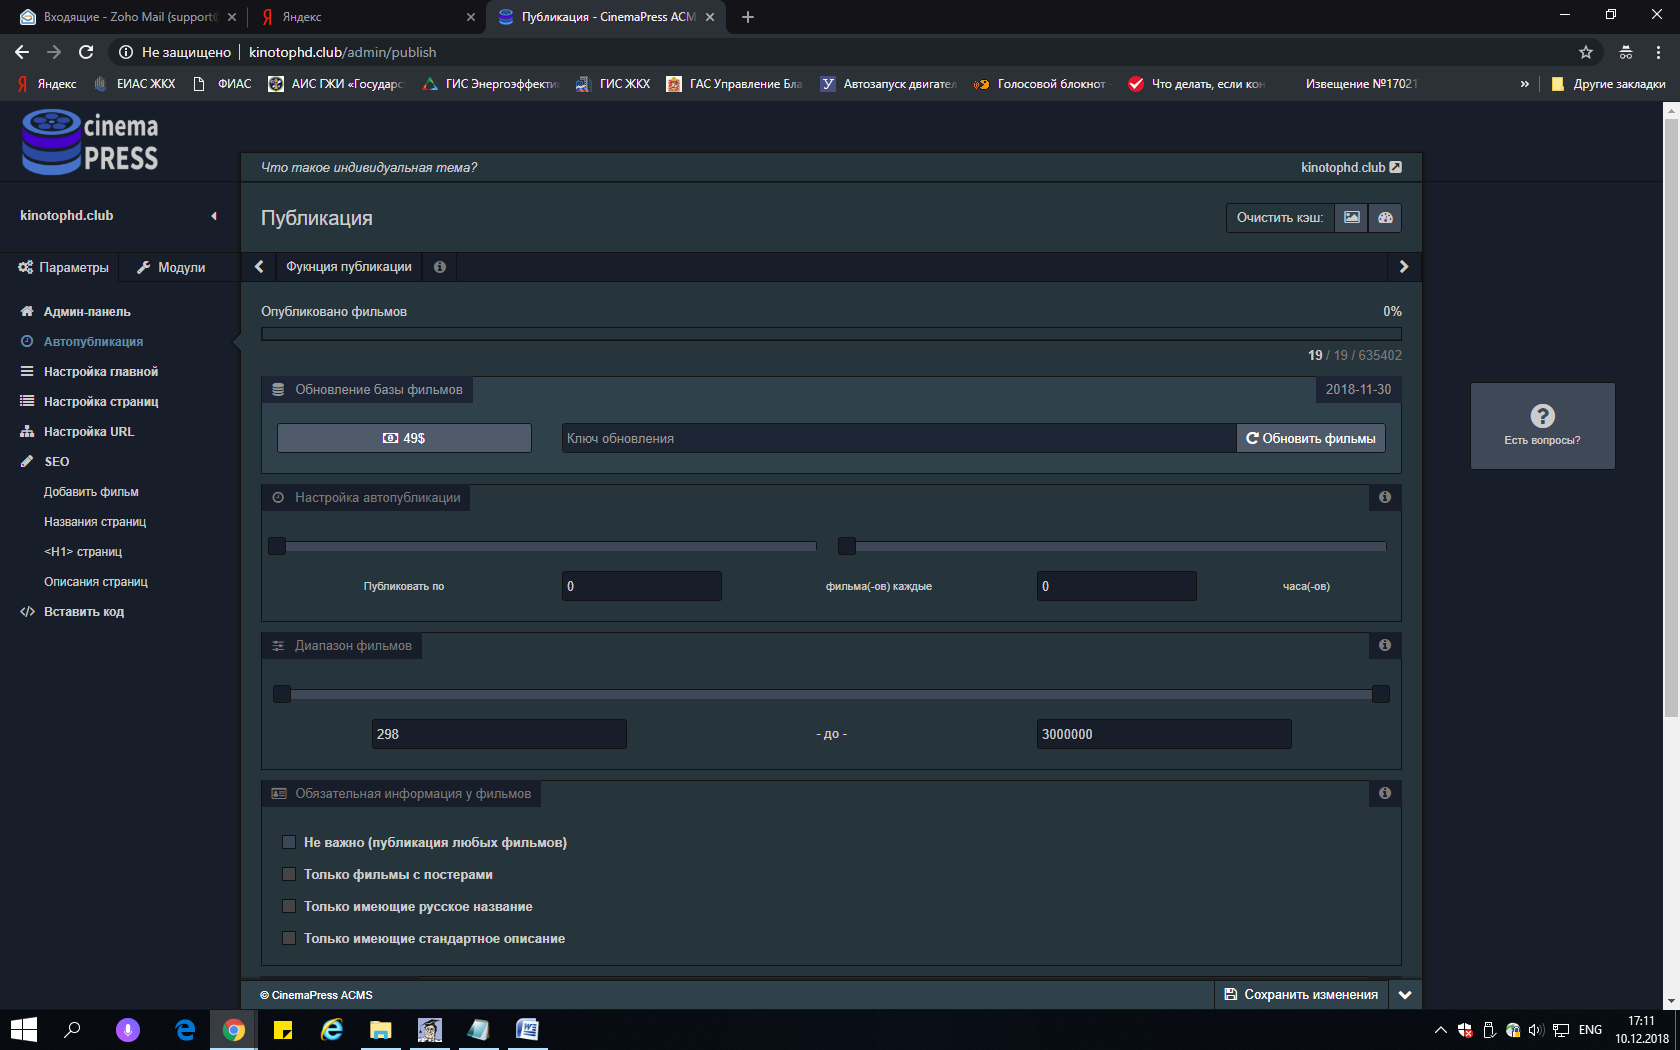 Входящие - Zoho Mail (support@
Яндекс
Публикация - CinemaPress ACM
Не защищено
kinotophd.club/admin/publish
Яндекс
ЕИАС ЖКХ
ФИАС
АИС ГЖИ «Государс
ГИС Энергоэффекти
ГИС ЖКХ
ГАС Управление Бла
Автозапуск двигател
Голосовой блокнот
Что делать, если кон
Извещение №17021
»
Другие закладки
cinema
PRESS
Что такое индивидуальная тема?
kinotophd.club
kinotophd.club
Публикация
Очистить кэш:
Параметры
Модули
Фукнция публикации
Админ-панель
Автопубликация
Настройка главной
Настройка страниц
Настройка URL
SEO
Добавить фильм
Названия страниц
<H1> страниц
Описания страниц
Вставить код
Опубликовано фильмов
0%
19 / 19 / 635402
Обновление базы фильмов
2018-11-30
49$
Ключ обновления
Обновить фильмы
Есть вопросы?
Настройка автопубликации
Публиковать по
0
фильма(-ов) каждые
0
часа(-ов)
Диапазон фильмов
298
- до -
3000000
Обязательная информация у фильмов
Не важно (публикация любых фильмов)
Только фильмы с постерами
Только имеющие русское название
Только имеющие стандартное описание
© CinemaPress ACMS
Сохранить изменения
ENG
17:11
10.12.2018